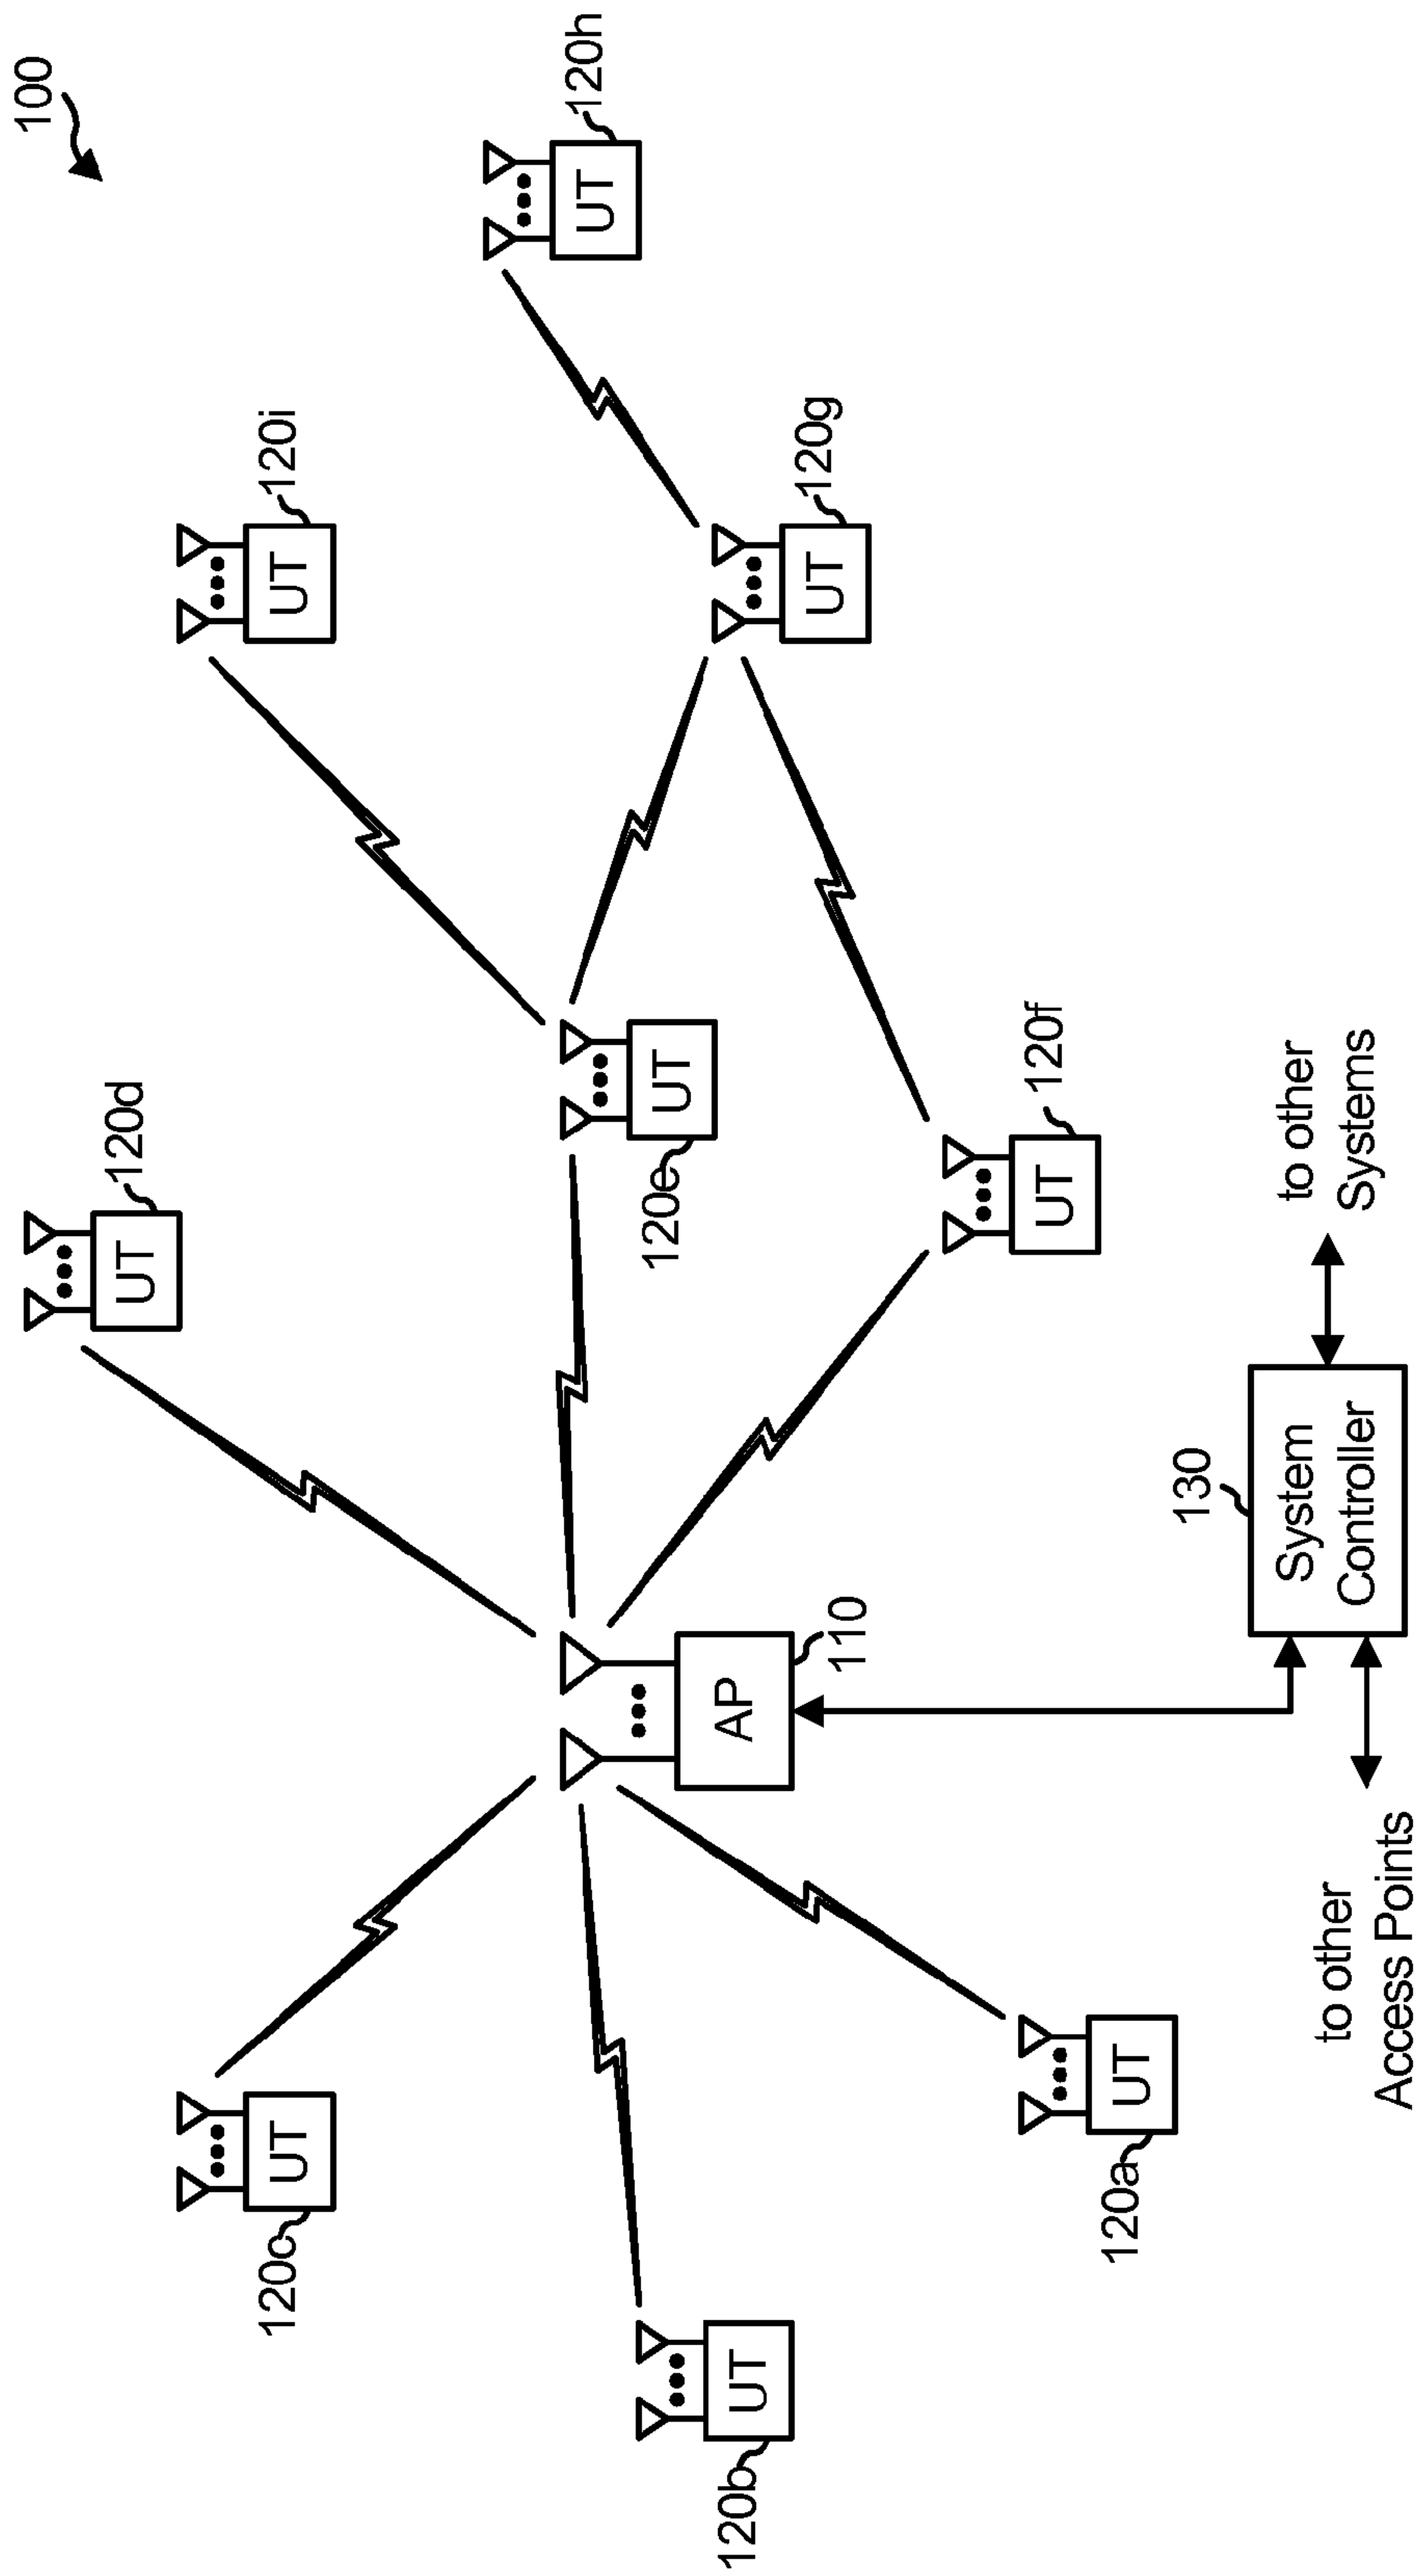 100
120d
UT
120i
UT
120c
UT
120h
UT
120e
UT
110
AP
120b
UT
120g
UT
120f
UT
120a
UT
130
System
Controller
to other
Systems
to other
Access Points